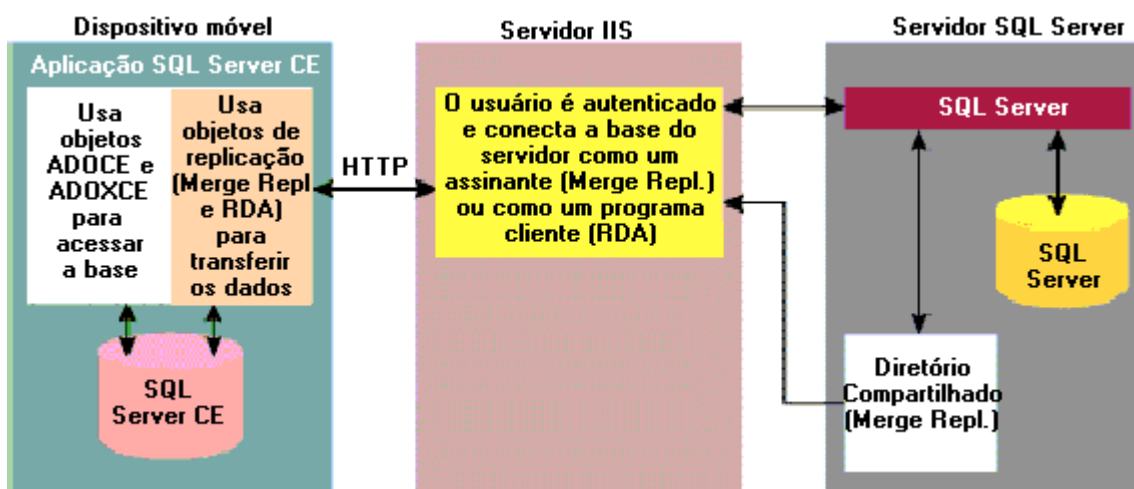 Dispositivo móvel
Aplicação SQL Server CE
Usa
objetos
ADOCE e
ADOXCE
para
acessar
a base
Usa
objetos de
replicação
(Merge Repl
e RDA)
para
transferir
os dados
SQL
Server CE
HTTP
Servidor IIS
O usuário é autenticado
e conecta a base do
servidor como um
assinante (Merge Repl.)
ou como um programa
cliente (RDA)
Servidor SQL Server
SQL Server
SQL
Server
Diretório
Compartilhado
(Merge Repl.)